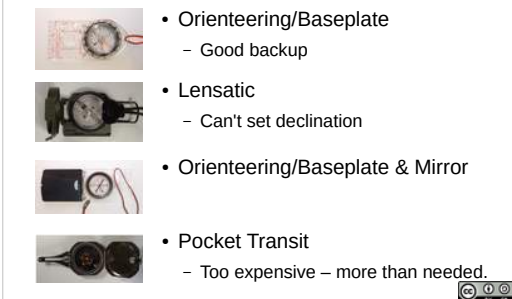 • Orienteering/Baseplate
– Good backup
• Lensatic
– Can't set declination
• Orienteering/Baseplate & Mirror
• Pocket Transit
– Too expensive – more than needed.